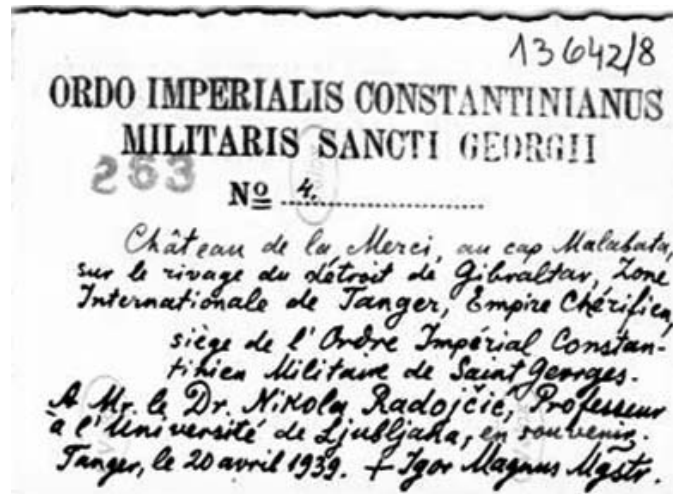 13642/8
ORDO IMPERIALIS CONSTANTINIANUS
MILITARIS SANCTI GEORGII
263
Nº 4.
Château de la Merci, au cap Malabata,
sur le rivage du détroit de Gibraltar, Zone
Internationale de Tanger, Empire Chérifien,
siège de l'Ordre Impérial Constan-
tinien Militaire de Saint Georges.
A Mr. le Dr. Nikola Radojčić, Professeur
à l'Université de Ljubljana, en souvenir.
Tanger, le 20 avril 1939. + Igor Magnus Mgstr.